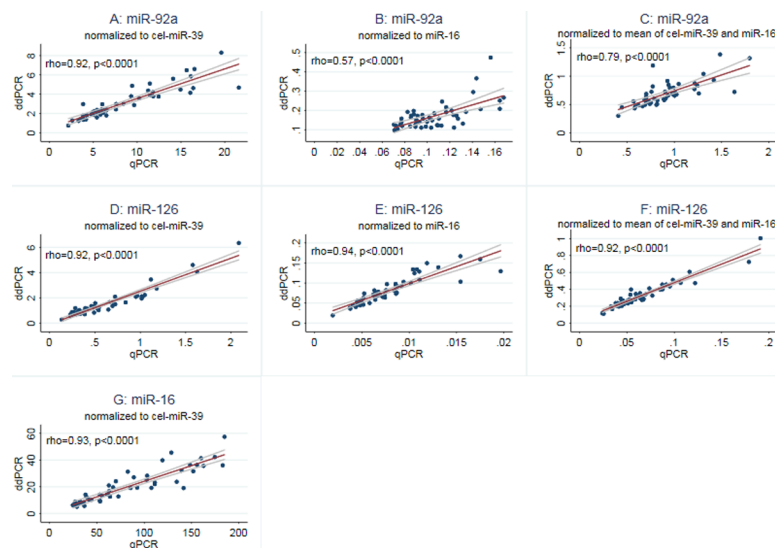 A: miR-92a
normalized to cel-miR-39
rho=0.92, p<0.0001
ddPCR
0 2 4 6 8
0 5 10 15 20
qPCR
B: miR-92a
normalized to miR-16
rho=0.57, p<0.0001
ddPCR
.1 .2 .3 .4 .5
0 .02 .04 .06 .08 .1 .12 .14 .16
qPCR
C: miR-92a
normalized to mean of cel-miR-39 and miR-16
rho=0.79, p<0.0001
ddPCR
0 .5 1 1.5
0 .5 .1 1.5 2
qPCR
D: miR-126
normalized to cel-miR-39
rho=0.92, p<0.0001
ddPCR
0 2 4 6
0 .5 1 1.5 2
qPCR
E: miR-126
normalized to miR-16
rho=0.94, p<0.0001
ddPCR
0 .05 .1 .15 .2
0 .005 .01 .015 .02
qPCR
F: miR-126
normalized to mean of cel-miR-39 and miR-16
rho=0.92, p<0.0001
ddPCR
0 .2 .4 .6 .8 1
0 .05 .1 .15 .2
qPCR
G: miR-16
normalized to cel-miR-39
rho=0.93, p<0.0001
ddPCR
0 20 40 60
0 50 100 150 200
qPCR